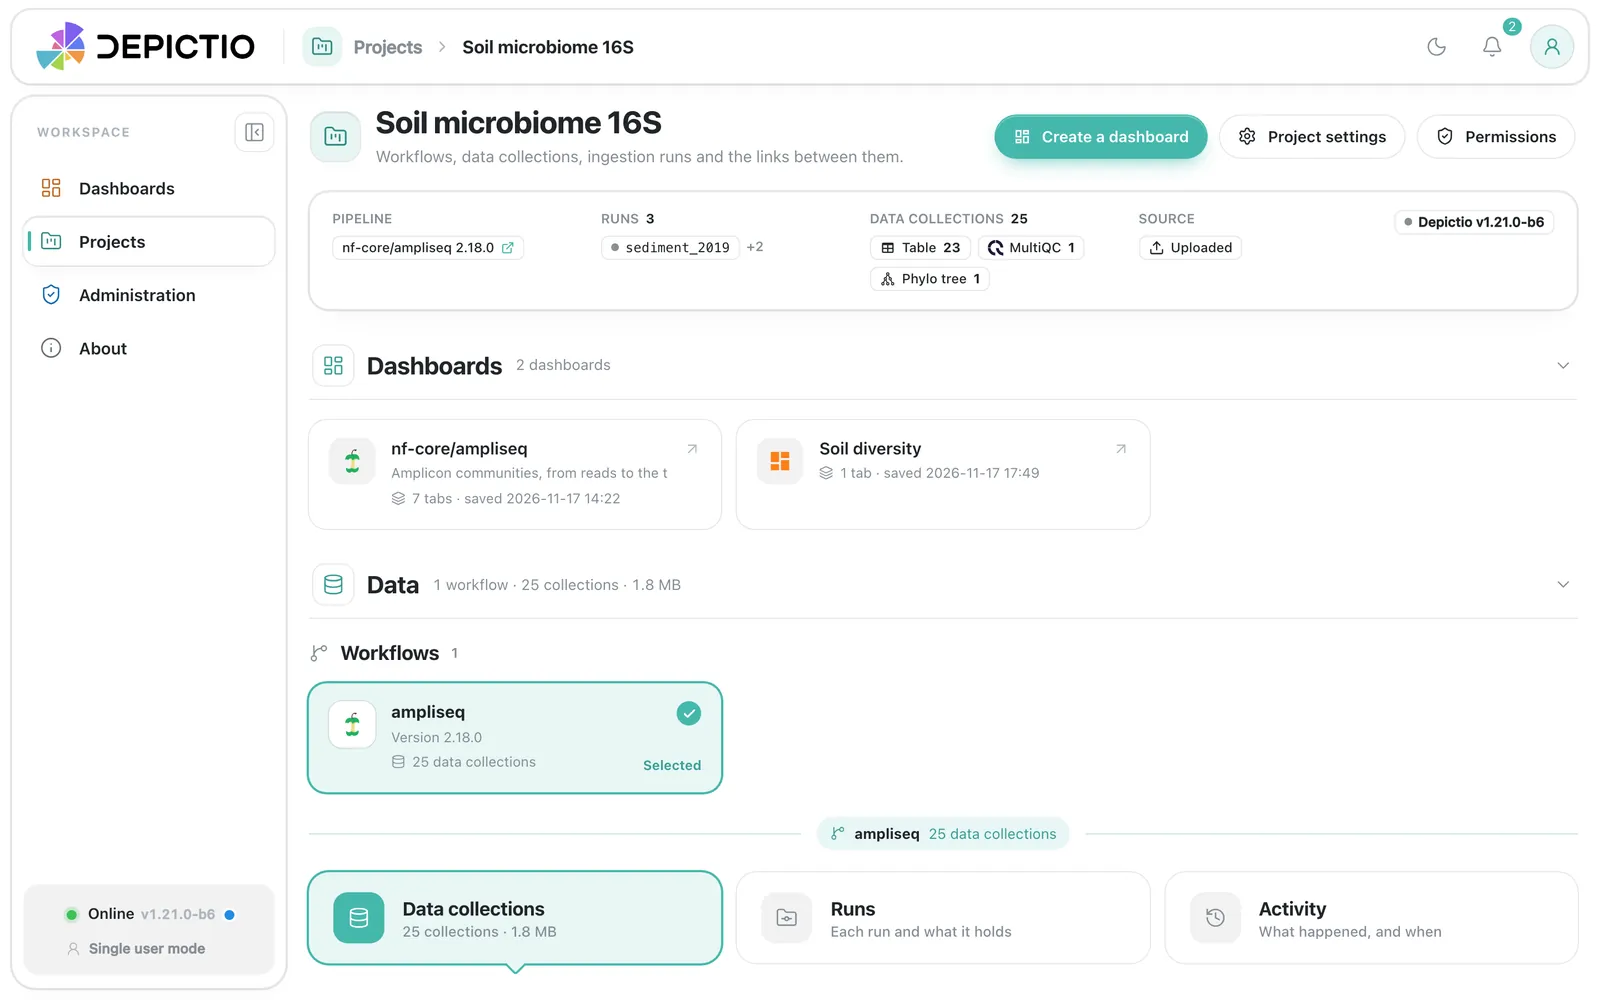 DEPICTIO
Projects > Soil microbiome 16S
2
WORKSPACE
Dashboards
Projects
Administration
About
Online v1.21.0-b6
Single user mode
Soil microbiome 16S
Workflows, data collections, ingestion runs and the links between them.
Create a dashboard
Project settings
Permissions
PIPELINE
nf-core/ampliseq 2.18.0
RUNS 3
sediment_2019 +2
DATA COLLECTIONS 25
Table 23
MultiQC 1
Phylo tree 1
SOURCE
Uploaded
Depictio v1.21.0-b6
Dashboards 2 dashboards
nf-core/ampliseq
Amplicon communities, from reads to the t
7 tabs · saved 2026-11-17 14:22
Soil diversity
1 tab · saved 2026-11-17 17:49
Data 1 workflow · 25 collections · 1.8 MB
Workflows 1
ampliseq
Version 2.18.0
25 data collections
Selected
ampliseq 25 data collections
Data collections
25 collections · 1.8 MB
Runs
Each run and what it holds
Activity
What happened, and when